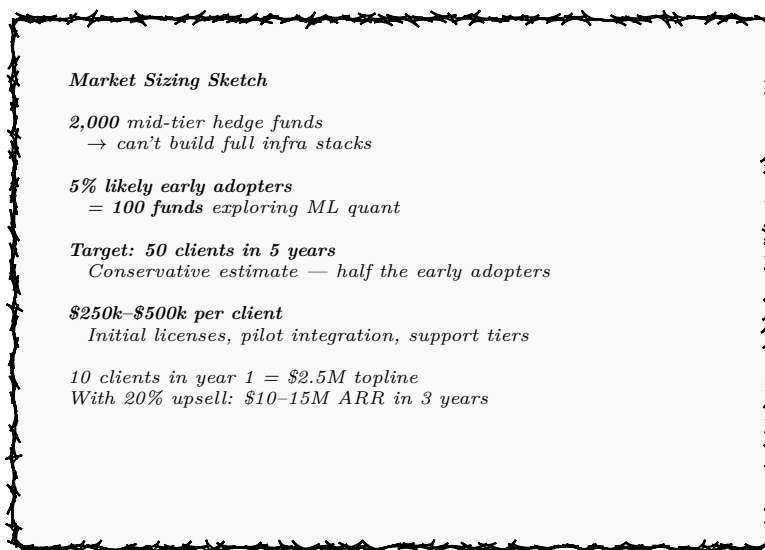 Market Sizing Sketch
2,000 mid-tier hedge funds
→ can't build full infra stacks
5% likely early adopters
= 100 funds exploring ML quant
Target: 50 clients in 5 years
Conservative estimate — half the early adopters
$250k–$500k per client
Initial licenses, pilot integration, support tiers
10 clients in year 1 = $2.5M topline
With 20% upsell: $10–15M ARR in 3 years